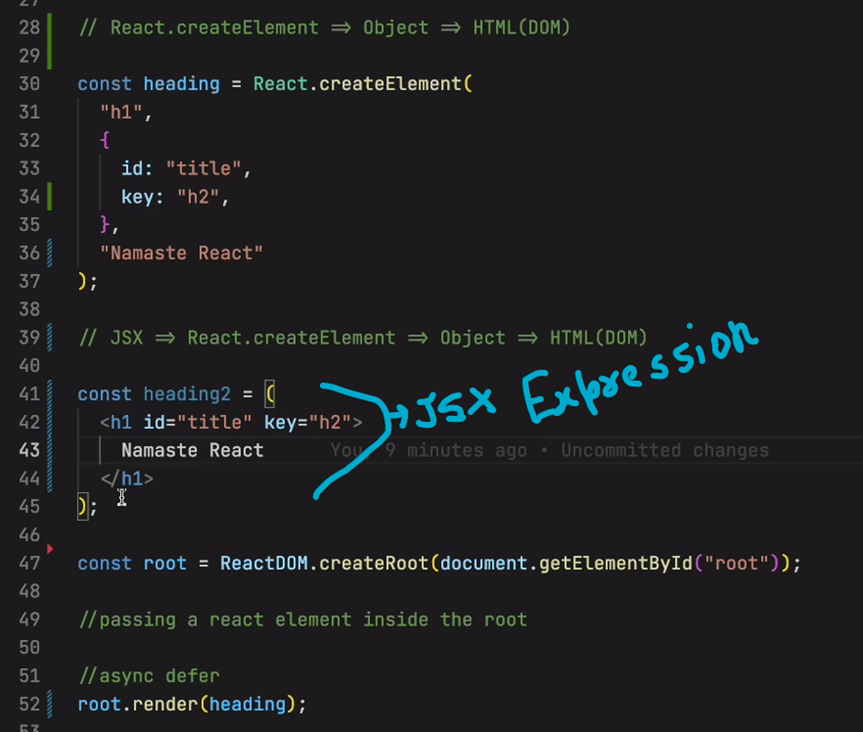 27
28 // React.createElement => Object => HTML(DOM)
29
30 const heading = React.createElement(
31 "h1",
32 {
33 id: "title",
34 key: "h2",
35 },
36 "Namaste React"
37 );
38
39 // JSX => React.createElement => Object => HTML(DOM)
40
41 const heading2 = (
42 <h1 id="title" key="h2">
JSX Expression
43 Namaste React You, 9 minutes ago • Uncommitted changes
44 </h1>
45 );
46
47 const root = ReactDOM.createRoot(document.getElementById("root"));
48
49 //passing a react element inside the root
50
51 //async defer
52 root.render(heading);
53